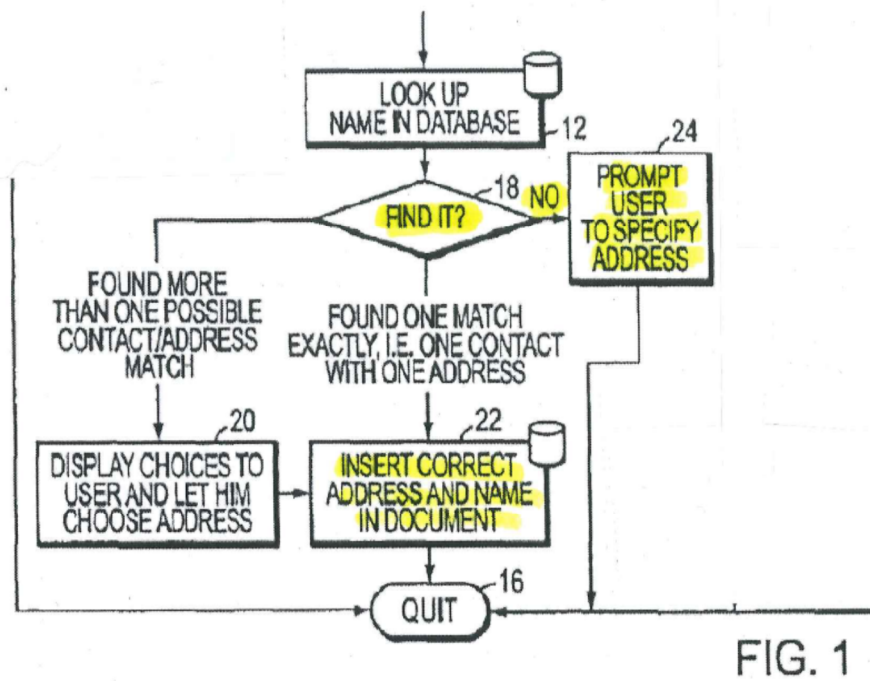 LOOK UP
NAME IN DATABASE
12
24
PROMPT
USER
TO SPECIFY
ADDRESS
18
NO
FIND IT?
FOUND MORE
THAN ONE POSSIBLE
CONTACT/ADDRESS
MATCH
FOUND ONE MATCH
EXACTLY, I.E. ONE CONTACT
WITH ONE ADDRESS
20
DISPLAY CHOICES TO
USER AND LET HIM
CHOOSE ADDRESS
22
INSERT CORRECT
ADDRESS AND NAME
IN DOCUMENT
16
QUIT
FIG. 1